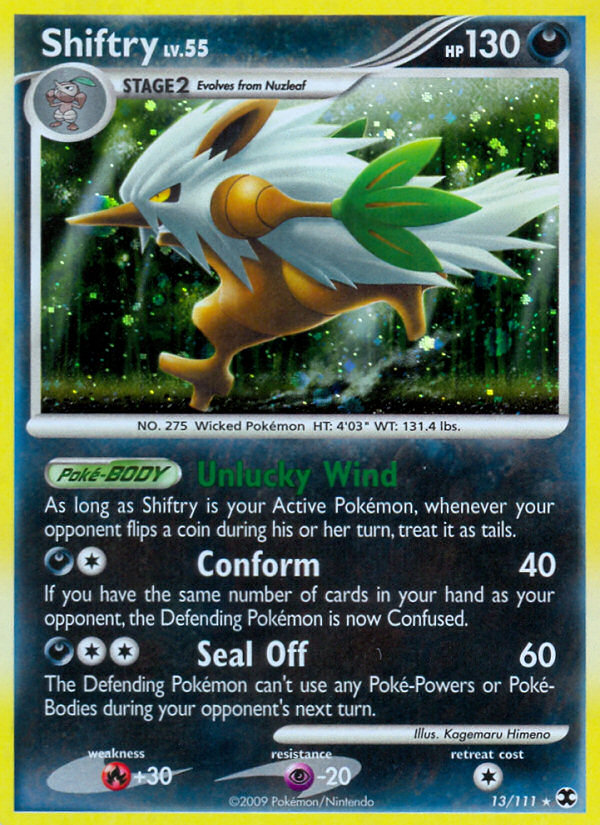 Shiftry LV.55 HP 130
STAGE2 Evolves from Nuzleaf
NO. 275 Wicked Pokémon HT: 4'03" WT: 131.4 lbs.
Poké-BODY Unlucky Wind
As long as Shiftry is your Active Pokémon, whenever your
opponent flips a coin during his or her turn, treat it as tails.
Conform 40
If you have the same number of cards in your hand as your
opponent, the Defending Pokémon is now Confused.
Seal Off 60
The Defending Pokémon can't use any Poké-Powers or Poké-
Bodies during your opponent's next turn.
Illus. Kagemaru Himeno
weakness resistance retreat cost
+30 -20
©2009 Pokémon/Nintendo 13/111